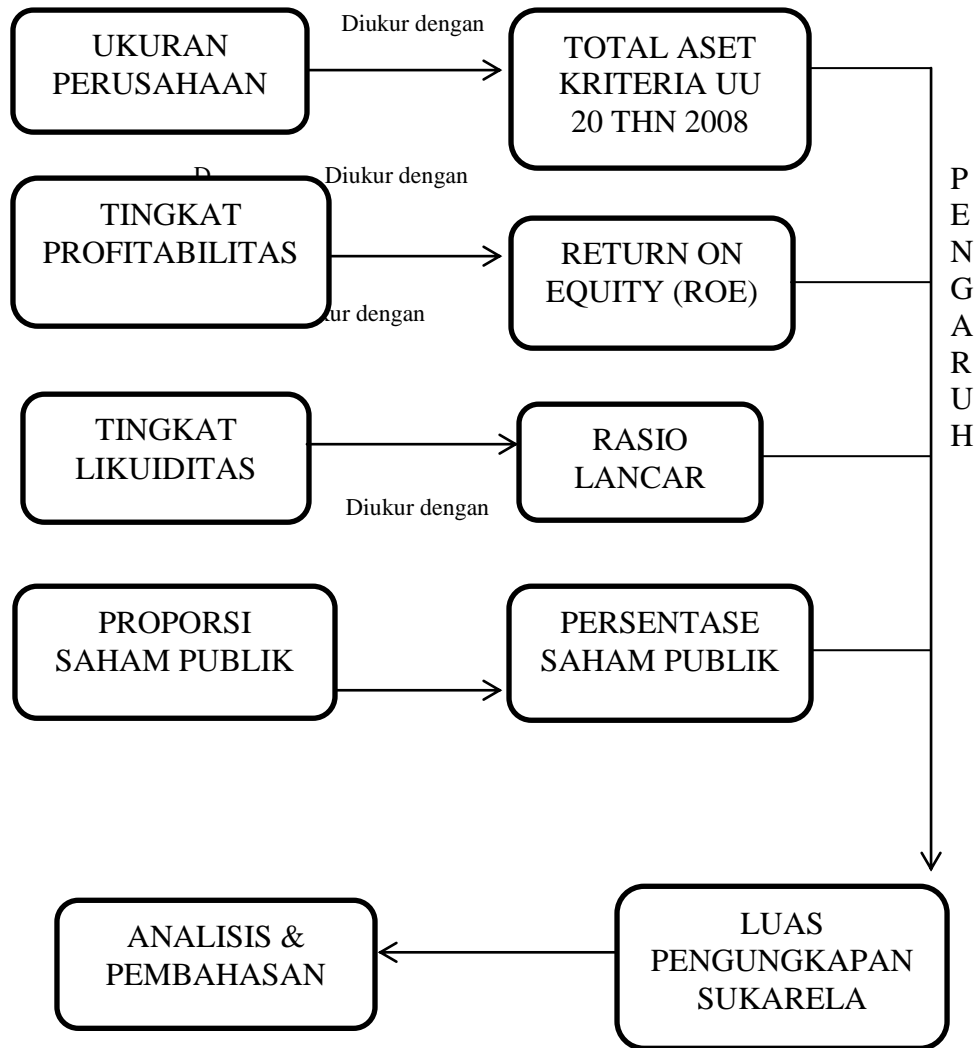 Diukur dengan
UKURAN
PERUSAHAAN
TOTAL ASET
KRITERIA UU
20 THN 2008
Diukur dengan
TINGKAT
PROFITABILITAS
RETURN ON
EQUITY (ROE)
dengan
TINGKAT
LIKUIDITAS
RASIO
LANCAR
Diukur dengan
PROPORSI
SAHAM PUBLIK
PERSENTASE
SAHAM PUBLIK
P
E
N
G
A
R
U
H
LUAS
PENGUNGKAPAN
SUKARELA
ANALISIS &
PEMBAHASAN